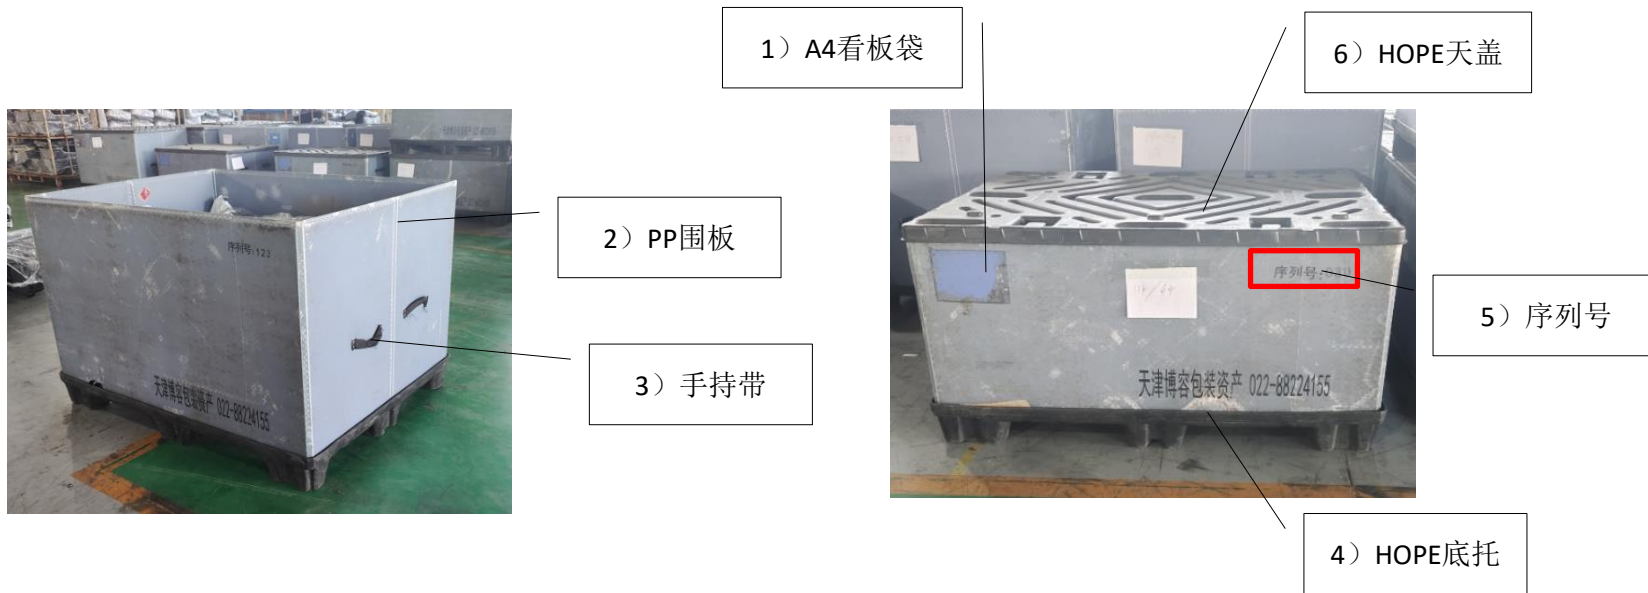 1）A4看板袋
6）HOPE天盖
2）PP围板
序列号:123
序列号:
5）序列号
3）手持带
天津博容包装资产 022-88224155
天津博容包装资产 022-88224155
4）HOPE底托